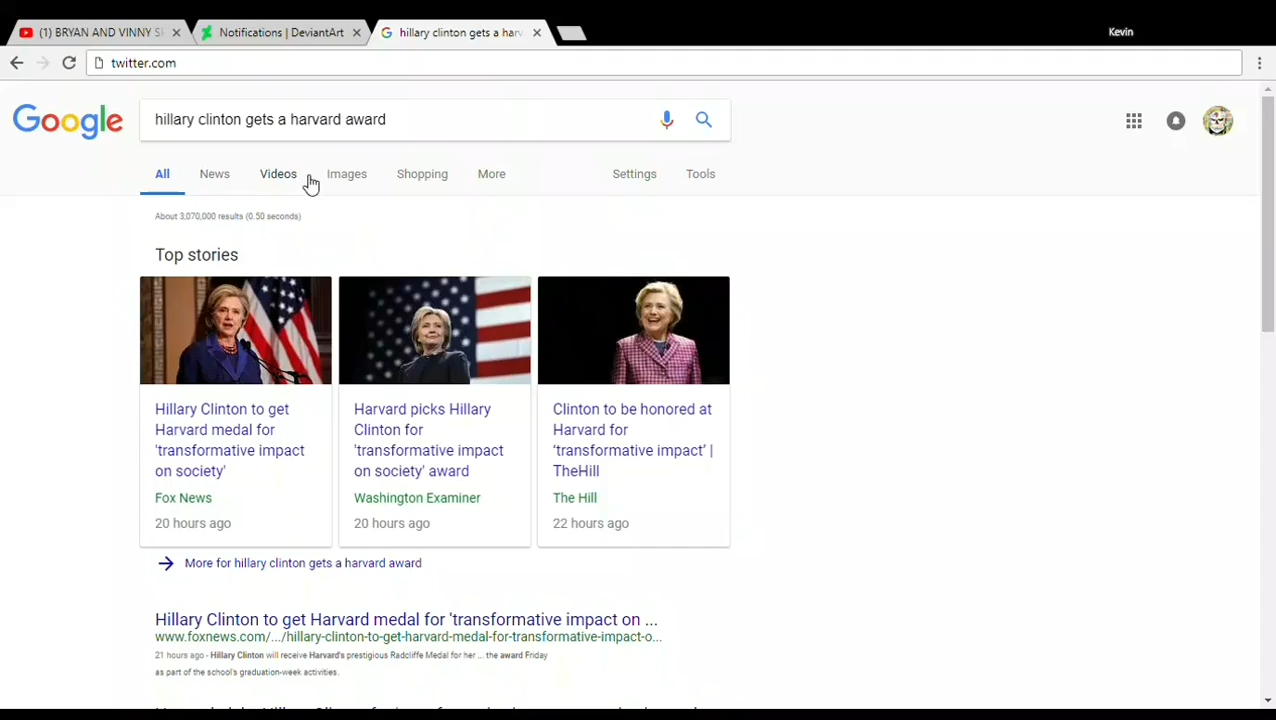 (1) BRYAN AND VINNY S
Notifications | DeviantArt
hillary clinton gets a harv
Kevin
twitter.com
Google
hillary clinton gets a harvard award
All News Videos Images Shopping More Settings Tools
About 3,070,000 results (0.50 seconds)
Top stories
Hillary Clinton to get
Harvard medal for
'transformative impact
on society'
Fox News
20 hours ago
Harvard picks Hillary
Clinton for
'transformative impact
on society' award
Washington Examiner
20 hours ago
Clinton to be honored at
Harvard for
‘transformative impact’ |
TheHill
The Hill
22 hours ago
More for hillary clinton gets a harvard award
Hillary Clinton to get Harvard medal for 'transformative impact on ...
www.foxnews.com/.../hillary-clinton-to-get-harvard-medal-for-transformative-impact-o...
21 hours ago - Hillary Clinton will receive Harvard's prestigious Radcliffe Medal for her ... the award Friday
as part of the school's graduation-week activities.